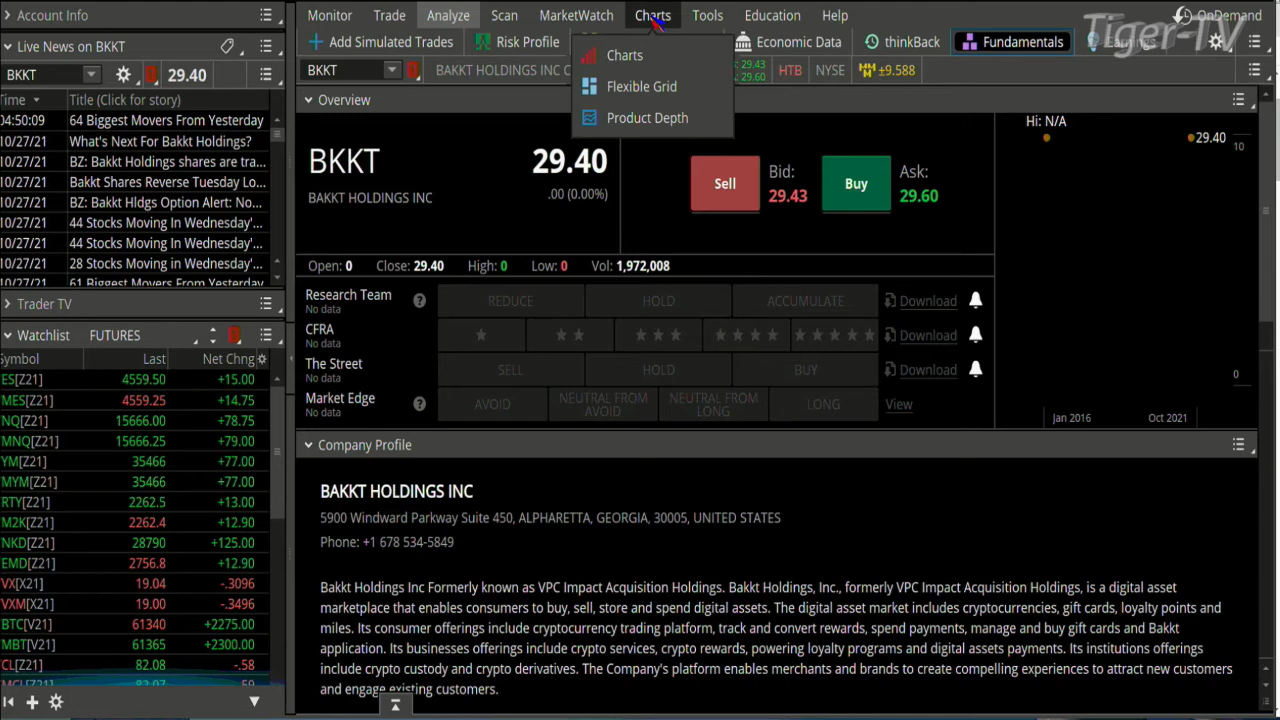 Account Info
Live News on BKKT
BKKT
29.40
Time
Title (Click for story)
04:50:09 64 Biggest Movers From Yesterday
10/27/21 What's Next For Bakkt Holdings?
10/27/21 BZ: Bakkt Holdings shares are tra...
10/27/21 Bakkt Shares Reverse Tuesday Lo...
10/27/21 BZ: Bakkt Hldgs Option Alert: No...
10/27/21 44 Stocks Moving In Wednesday'...
10/27/21 44 Stocks Moving In Wednesday'...
10/27/21 28 Stocks Moving in Wednesday'...
10/27/21 61 Biggest Movers From Yesterday
Trader TV
Watchlist FUTURES
Symbol Last Net Chng
ES[Z21] 4559.50 +15.00
MES[Z21] 4559.25 +14.75
NQ[Z21] 15666.00 +78.75
MNQ[Z21] 15666.25 +79.00
YM[Z21] 35466 +77.00
MYM[Z21] 35466 +77.00
RTY[Z21] 2262.5 +13.00
M2K[Z21] 2262.4 +12.90
NKD[Z21] 28790 +125.00
EMD[Z21] 2756.8 +12.90
VX[X21] 19.04 -.3096
VXM[X21] 19.00 -.3496
BTC[V21] 61340 +2275.00
MBT[V21] 61365 +2300.00
CL[Z21] 82.08 -.58
MCL[Z21] 82.07 -.59
Monitor Trade Analyze Scan MarketWatch Charts Tools Education Help
OnDemand
Tiger-TV
Add Simulated Trades Risk Profile Economic Data thinkBack Fundamentals Earnings
BKKT BAKKT HOLDINGS INC C 29.43 29.60 HTB NYSE ±9.588
Charts
Flexible Grid
Product Depth
Overview
BKKT 29.40
BAKKT HOLDINGS INC .00 (0.00%)
Sell Bid: 29.43 Buy Ask: 29.60
Open: 0 Close: 29.40 High: 0 Low: 0 Vol: 1,972,008
Hi: N/A
29.40
10
0
Jan 2016 Oct 2021
Research Team No data REDUCE HOLD ACCUMULATE Download
CFRA No data Download
The Street No data SELL HOLD BUY Download
Market Edge No data AVOID NEUTRAL FROM AVOID NEUTRAL FROM LONG LONG View
Company Profile
BAKKT HOLDINGS INC
5900 Windward Parkway Suite 450, ALPHARETTA, GEORGIA, 30005, UNITED STATES
Phone: +1 678 534-5849
Bakkt Holdings Inc Formerly known as VPC Impact Acquisition Holdings. Bakkt Holdings, Inc., formerly VPC Impact Acquisition Holdings, is a digital asset
marketplace that enables consumers to buy, sell, store and spend digital assets. The digital asset market includes cryptocurrencies, gift cards, loyalty points and
miles. Its consumer offerings include cryptocurrency trading platform, track and convert rewards, spend payments, manage and buy gift cards and Bakkt
application. Its businesses offerings include crypto services, crypto rewards, powering loyalty programs and digital assets payments. Its institutions offerings
include crypto custody and crypto derivatives. The Company's platform enables merchants and brands to create compelling experiences to attract new customers
and engage existing customers.